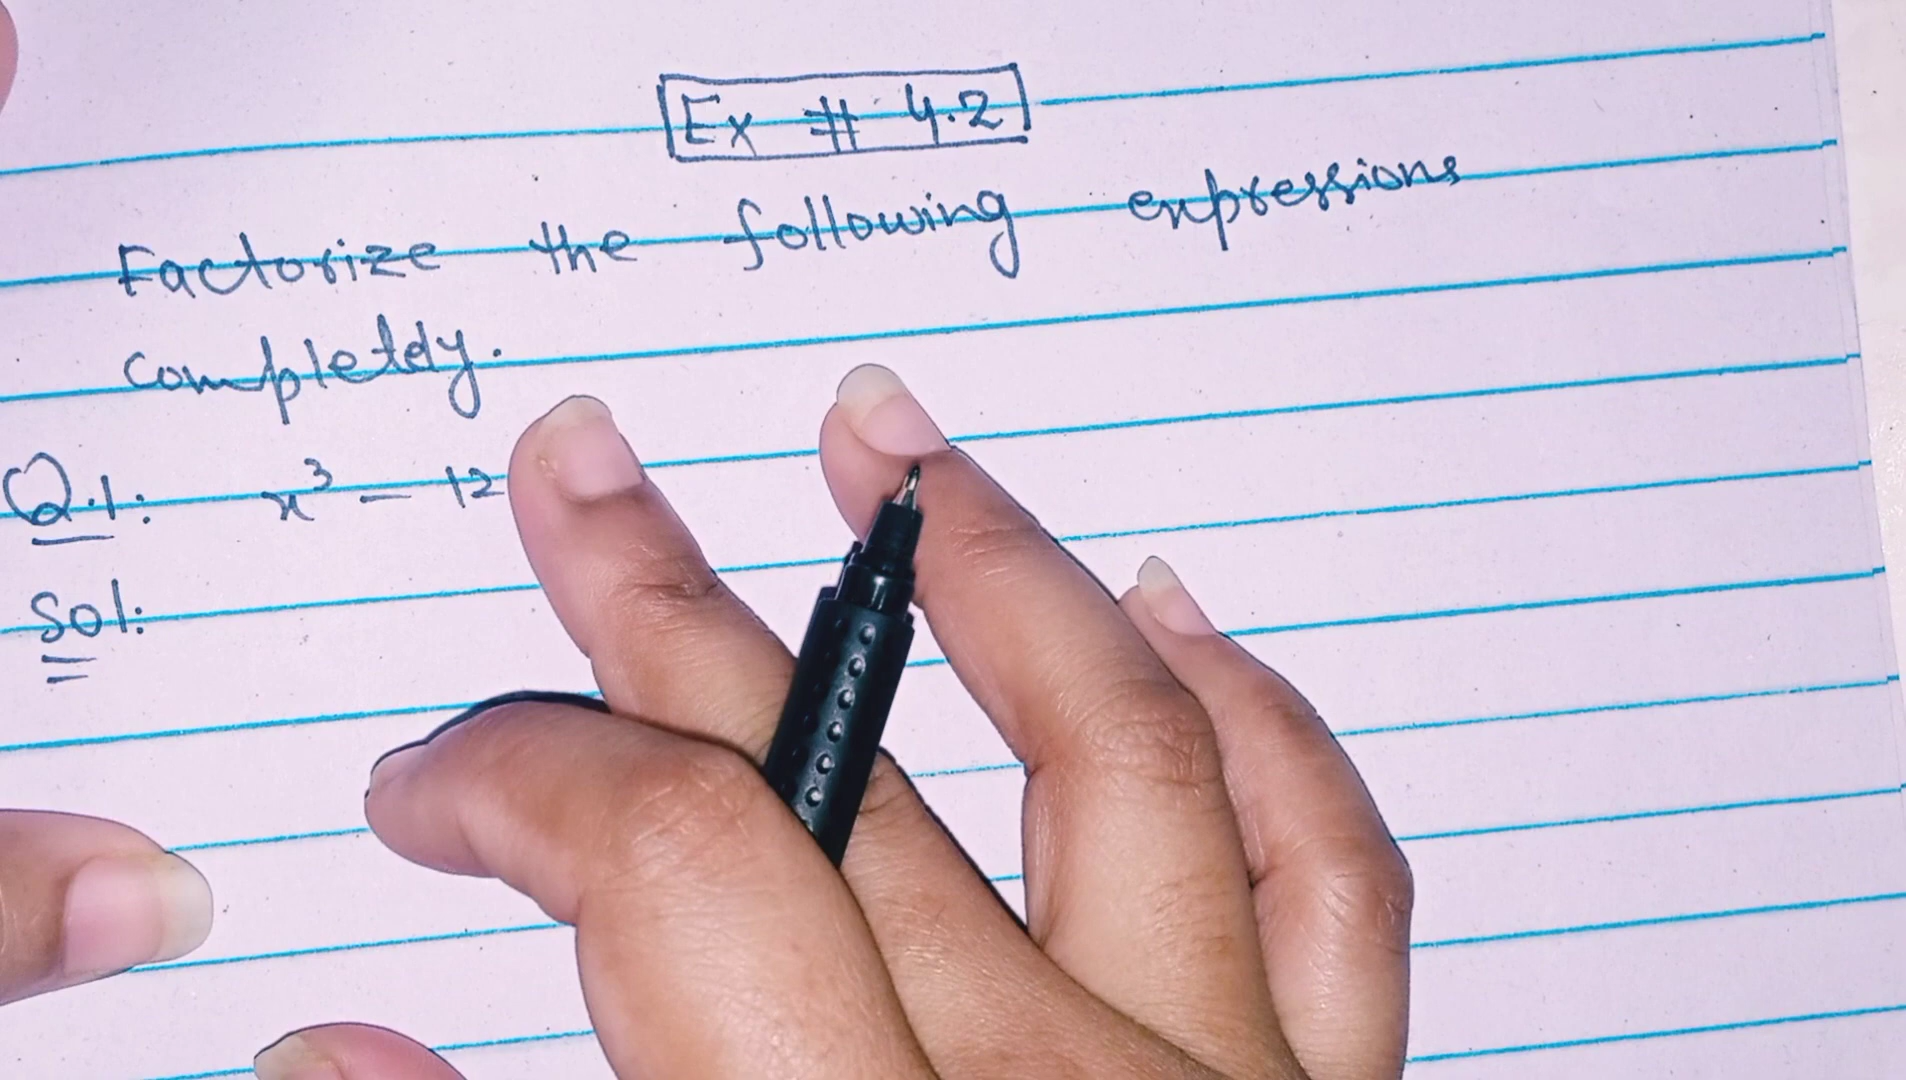 Ex # 4.2
Factorize the following expressions
completely.
Q.1: x³ - 12
Sol: